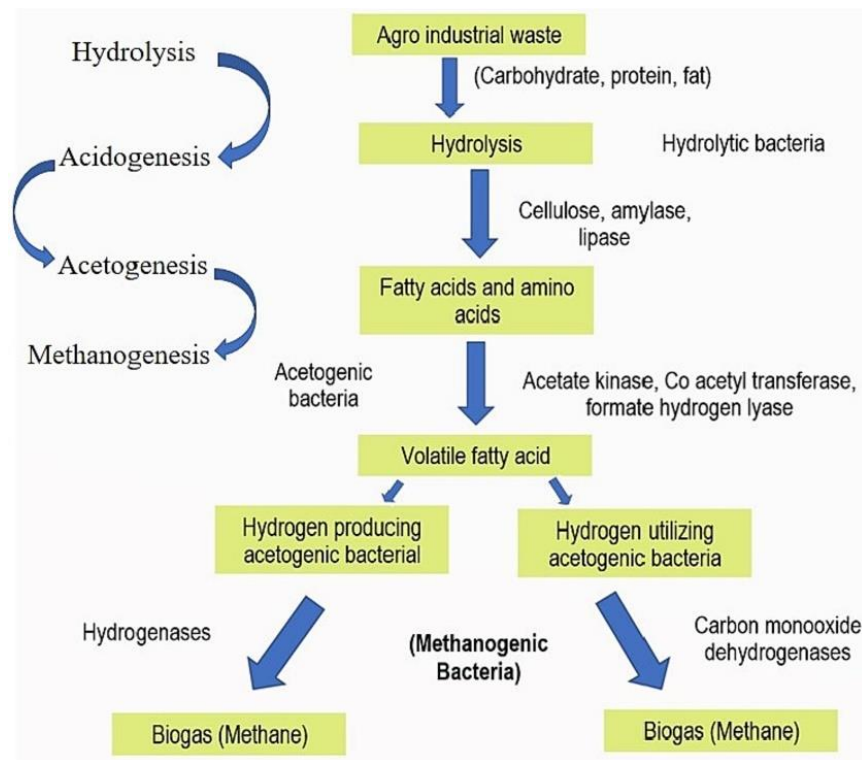 Hydrolysis
Acidogenesis
Acetogenesis
Methanogenesis
Agro industrial waste
(Carbohydrate, protein, fat)
Hydrolysis
Hydrolytic bacteria
Cellulose, amylase,
lipase
Fatty acids and amino
acids
Acetogenic
bacteria
Acetate kinase, Co acetyl transferase,
formate hydrogen lyase
Volatile fatty acid
Hydrogen producing
acetogenic bacterial
Hydrogen utilizing
acetogenic bacteria
Hydrogenases
(Methanogenic
Bacteria)
Carbon monooxide
dehydrogenases
Biogas (Methane)
Biogas (Methane)